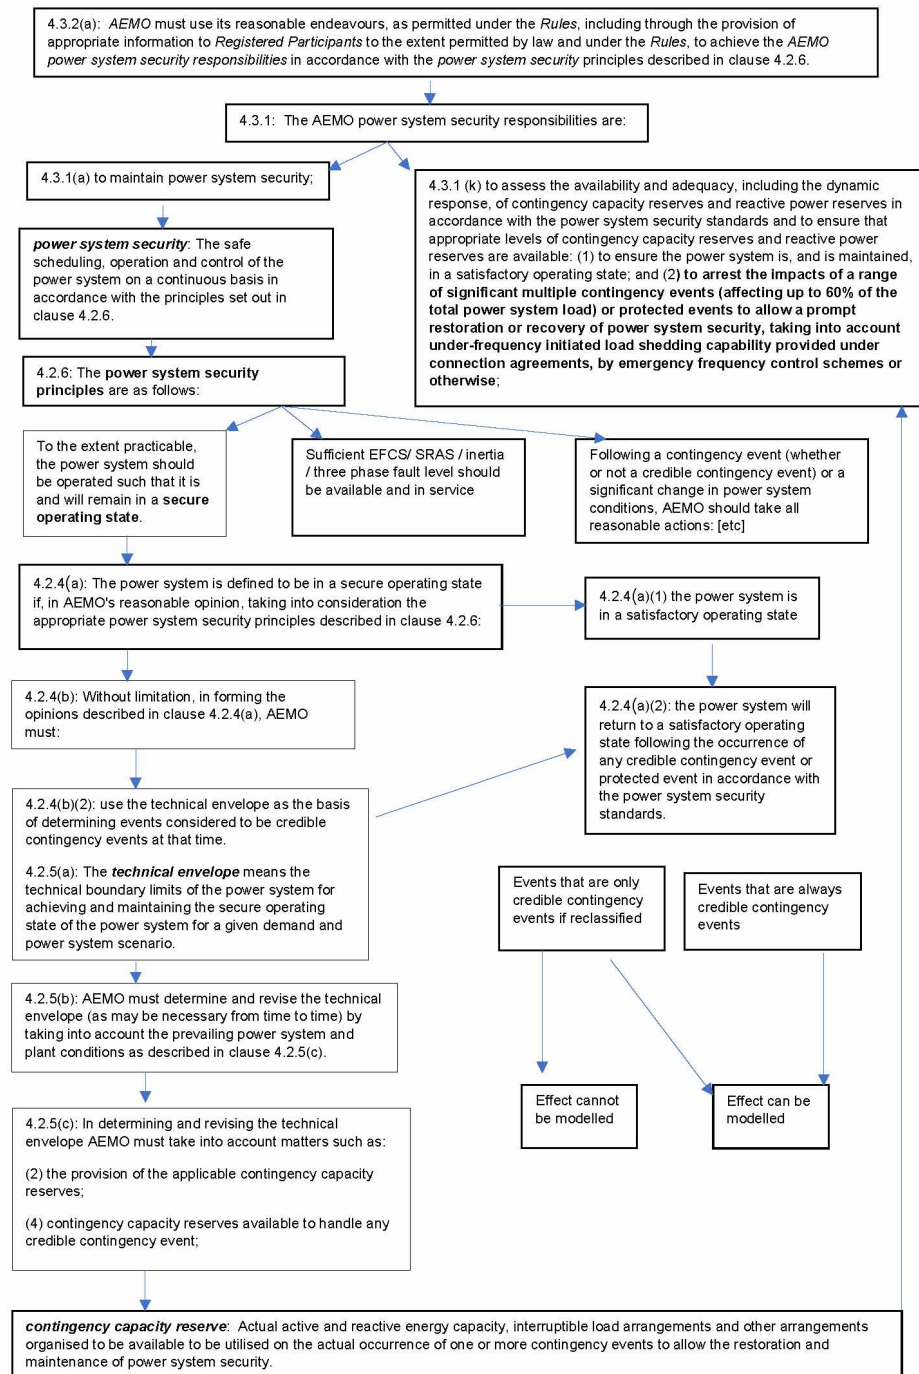 4.3.2(a): AEMO must use its reasonable endeavours, as permitted under the Rules, including through the provision of
appropriate information to Registered Participants to the extent permitted by law and under the Rules, to achieve the AEMO
power system security responsibilities in accordance with the power system security principles described in clause 4.2.6.
4.3.1: The AEMO power system security responsibilities are:
4.3.1(a) to maintain power system security;
4.3.1 (k) to assess the availability and adequacy, including the dynamic
response, of contingency capacity reserves and reactive power reserves in
accordance with the power system security standards and to ensure that
appropriate levels of contingency capacity reserves and reactive power
reserves are available: (1) to ensure the power system is, and is maintained,
in a satisfactory operating state; and (2) to arrest the impacts of a range
of significant multiple contingency events (affecting up to 60% of the
total power system load) or protected events to allow a prompt
restoration or recovery of power system security, taking into account
under-frequency initiated load shedding capability provided under
connection agreements, by emergency frequency control schemes or
otherwise;
power system security: The safe
scheduling, operation and control of the
power system on a continuous basis in
accordance with the principles set out in
clause 4.2.6.
4.2.6: The power system security
principles are as follows:
To the extent practicable,
the power system should
be operated such that it is
and will remain in a secure
operating state.
Sufficient EFCS/ SRAS / inertia
/ three phase fault level should
be available and in service
Following a contingency event (whether
or not a credible contingency event) or a
significant change in power system
conditions, AEMO should take all
reasonable actions: [etc]
4.2.4(a): The power system is defined to be in a secure operating state
if, in AEMO's reasonable opinion, taking into consideration the
appropriate power system security principles described in clause 4.2.6:
4.2.4(a)(1) the power system is
in a satisfactory operating state
4.2.4(b): Without limitation, in forming the
opinions described in clause 4.2.4(a), AEMO
must:
4.2.4(a)(2): the power system will
return to a satisfactory operating
state following the occurrence of
any credible contingency event or
protected event in accordance with
the power system security
standards.
4.2.4(b)(2): use the technical envelope as the basis
of determining events considered to be credible
contingency events at that time.
4.2.5(a): The technical envelope means the
technical boundary limits of the power system for
achieving and maintaining the secure operating
state of the power system for a given demand and
power system scenario.
Events that are only
credible contingency
events if reclassified
Events that are always
credible contingency
events
4.2.5(b): AEMO must determine and revise the technical
envelope (as may be necessary from time to time) by
taking into account the prevailing power system and
plant conditions as described in clause 4.2.5(c).
Effect cannot
be modelled
Effect can be
modelled
4.2.5(c): In determining and revising the technical
envelope AEMO must take into account matters such as:
(2) the provision of the applicable contingency capacity
reserves;
(4) contingency capacity reserves available to handle any
credible contingency event;
contingency capacity reserve: Actual active and reactive energy capacity, interruptible load arrangements and other arrangements
organised to be available to be utilised on the actual occurrence of one or more contingency events to allow the restoration and
maintenance of power system security.